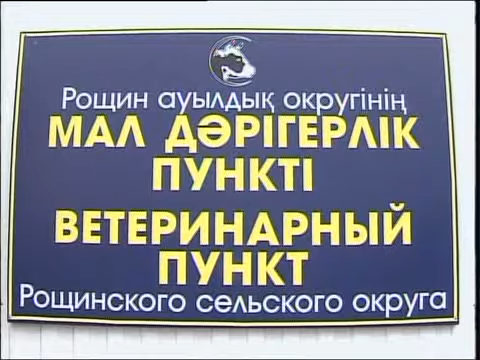 Рощин ауылдық округінің
МАЛ ДӘРІГЕРЛІК
ПУНКТІ
ВЕТЕРИНАРНЫЙ
ПУНКТ
Рощинского сельского округа